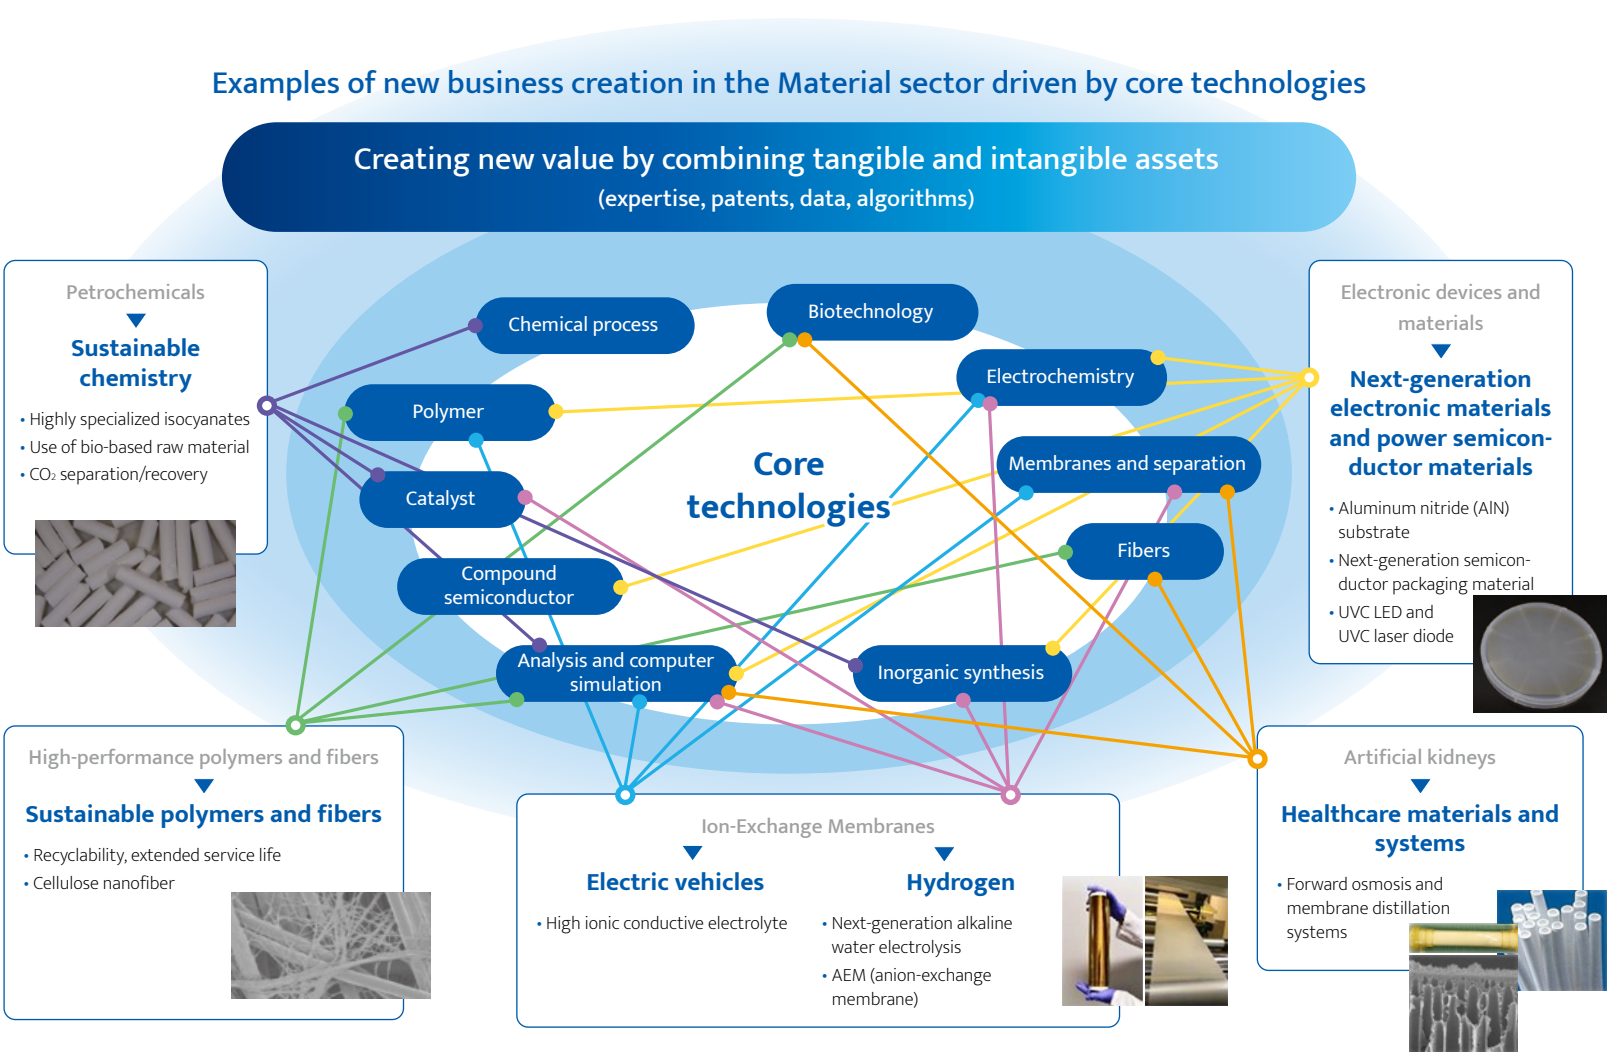 Examples of new business creation in the Material sector driven by core technologies
Creating new value by combining tangible and intangible assets
(expertise, patents, data, algorithms)
Petrochemicals
Sustainable
chemistry
• Highly specialized isocyanates
• Use of bio-based raw material
• CO₂ separation/recovery
Chemical process
Biotechnology
Electrochemistry
Polymer
Membranes and separation
Core
technologies
Catalyst
Fibers
Compound
semiconductor
Analysis and computer
simulation
Inorganic synthesis
Electronic devices and
materials
Next-generation
electronic materials
and power semicon-
ductor materials
• Aluminum nitride (AlN)
substrate
• Next-generation semicon-
ductor packaging material
• UVC LED and
UVC laser diode
High-performance polymers and fibers
Sustainable polymers and fibers
• Recyclability, extended service life
• Cellulose nanofiber
Ion-Exchange Membranes
Electric vehicles
• High ionic conductive electrolyte
Hydrogen
• Next-generation alkaline
water electrolysis
• AEM (anion-exchange
membrane)
Artificial kidneys
Healthcare materials and
systems
• Forward osmosis and
membrane distillation
systems